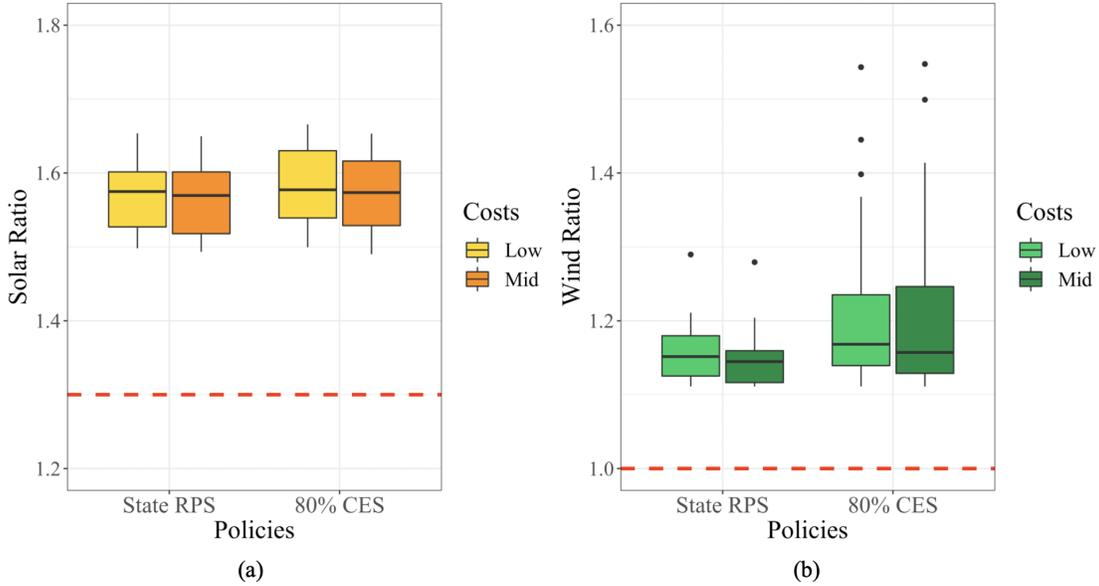 1.8
1.6
1.4
1.2
Solar Ratio
State RPS
80% CES
Policies
(a)
Costs
Low
Mid
1.6
1.4
1.2
1.0
Wind Ratio
State RPS
80% CES
Policies
(b)
Costs
Low
Mid